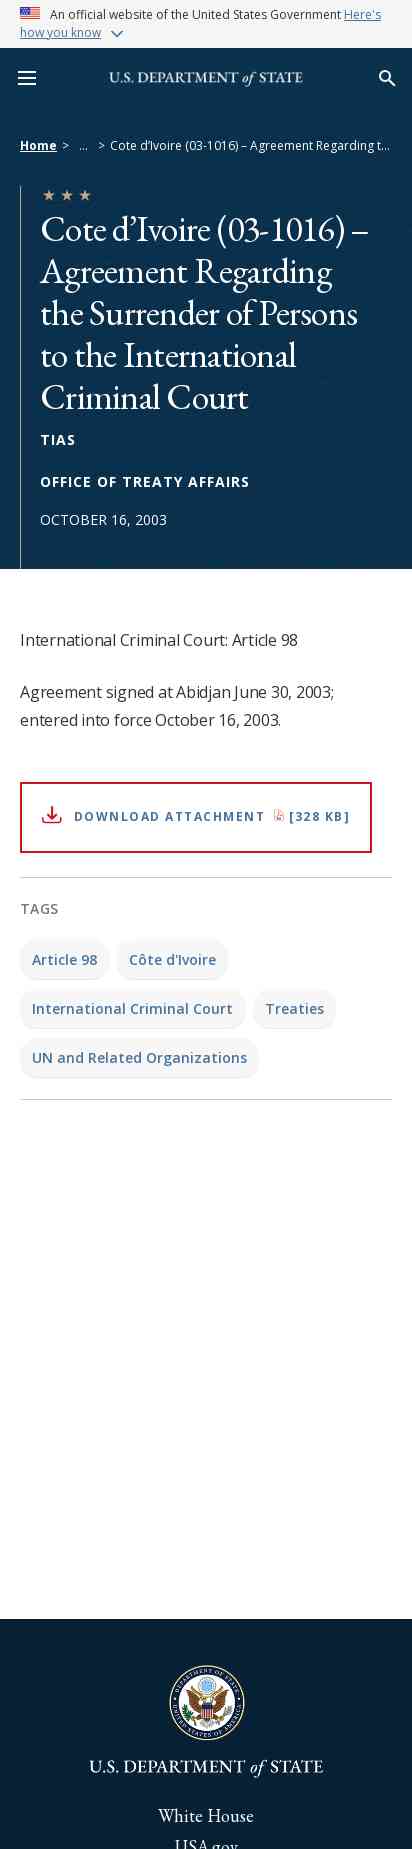 An official website of the United States Government Here's
how you know
U.S. DEPARTMENT of STATE
Home > ... > Cote d’Ivoire (03-1016) – Agreement Regarding t...
Cote d’Ivoire (03-1016) –
Agreement Regarding
the Surrender of Persons
to the International
Criminal Court
TIAS
OFFICE OF TREATY AFFAIRS
OCTOBER 16, 2003
International Criminal Court: Article 98
Agreement signed at Abidjan June 30, 2003;
entered into force October 16, 2003.
DOWNLOAD ATTACHMENT [328 KB]
TAGS
Article 98 Côte d'Ivoire
International Criminal Court Treaties
UN and Related Organizations
DEPARTMENT OF STATE
UNITED STATES OF AMERICA
U.S. DEPARTMENT of STATE
White House
USA.gov